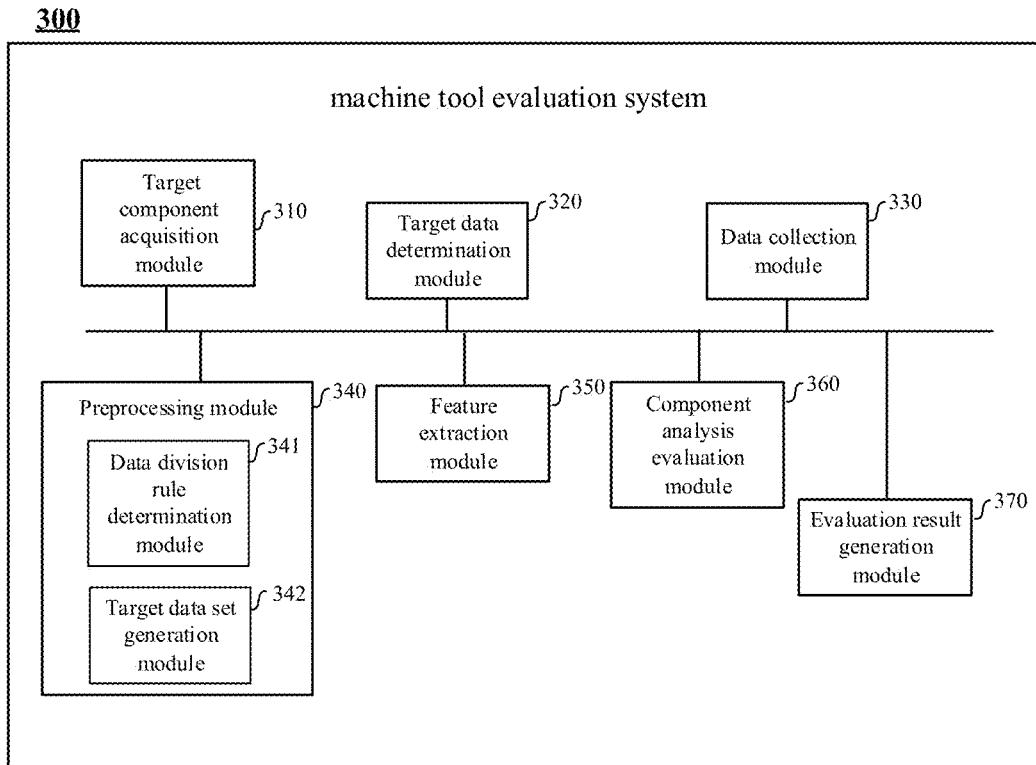 300
machine tool evaluation system
Target
component
acquisition
module
310
Target data
determination
module
320
Data collection
module
330
Preprocessing module
340
Data division
rule
determination
module
341
Target data set
generation
module
342
Feature
extraction
module
350
Component
analysis
evaluation
module
360
Evaluation result
generation
module
370